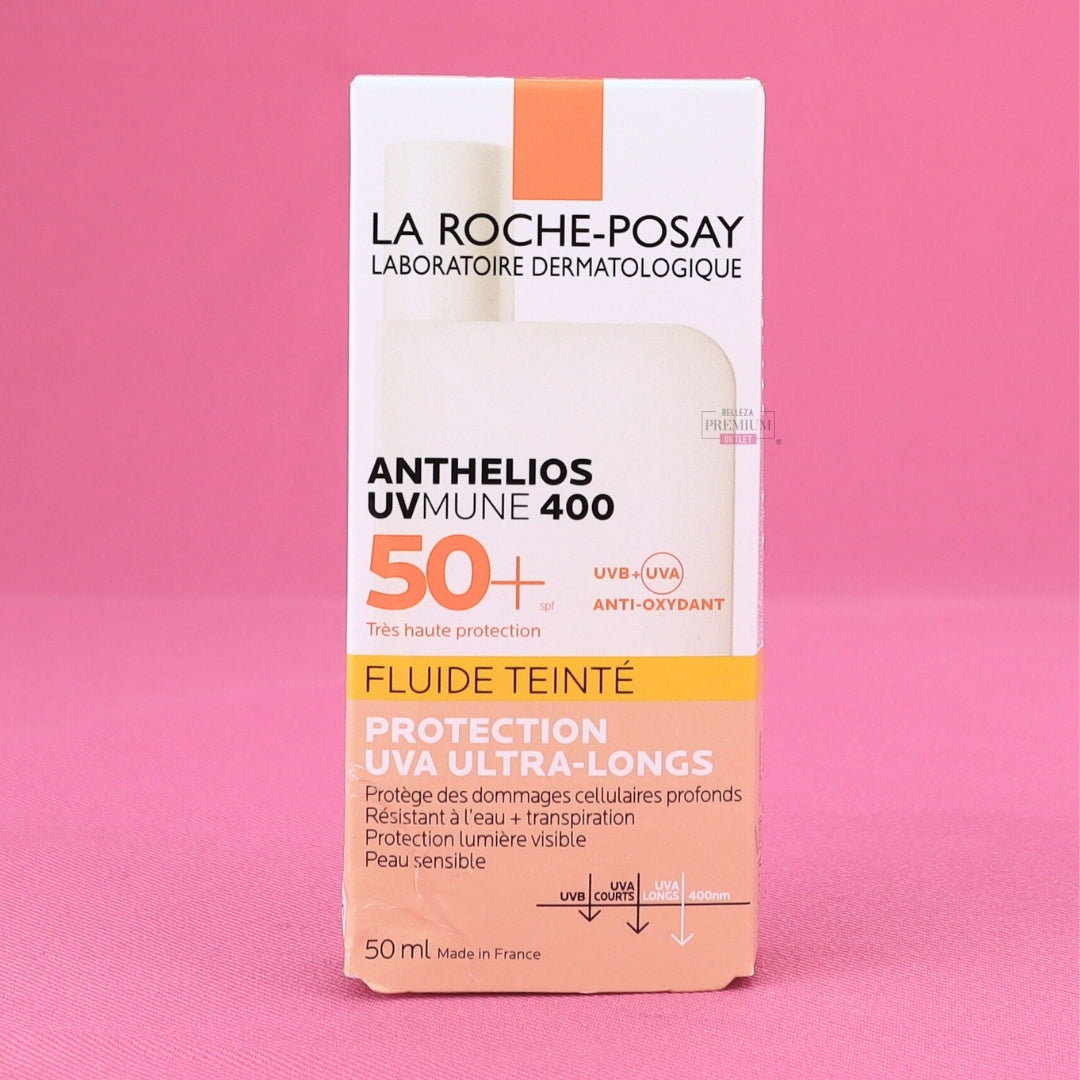 LA ROCHE-POSAY
LABORATOIRE DERMATOLOGIQUE
BELLEZA
PREMIUM
OUTLET
®
ANTHELIOS
UVMUNE 400
50+ spf
UVB+UVA
ANTI-OXYDANT
Très haute protection
FLUIDE TEINTÉ
PROTECTION
UVA ULTRA-LONGS
Protège des dommages cellulaires profonds
Résistant à l'eau + transpiration
Protection lumière visible
Peau sensible
UVB
UVA
COURTS
UVA
LONGS
400nm
50 ml Made in France